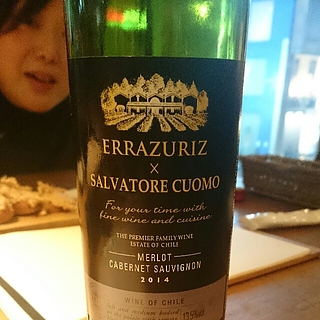 ERRAZURIZ
X
SALVATORE CUOMO
For your time with
fine wine and cuisine
THE PREMIER FAMILY WINE
ESTATE OF CHILE
MERLOT
CABERNET SAUVIGNON
2014
WINE OF CHILE